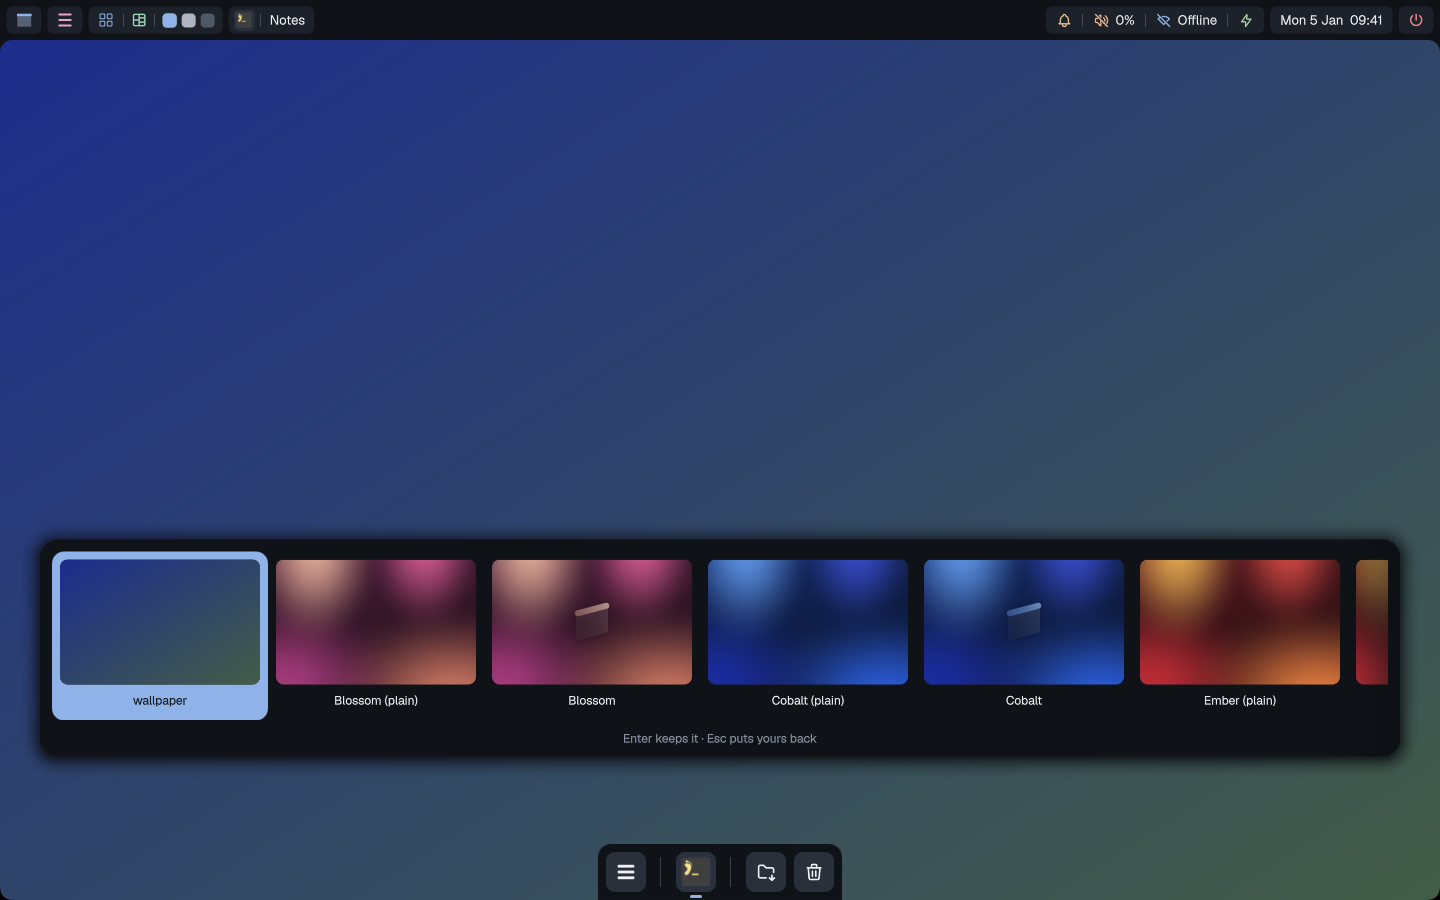 Notes
0%
Offline
Mon 5 Jan 09:41
wallpaper
Blossom (plain)
Blossom
Cobalt (plain)
Cobalt
Ember (plain)
Enter keeps it · Esc puts yours back